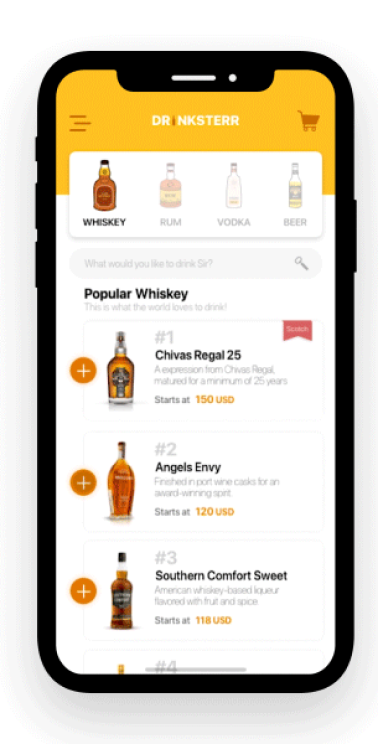 DRINKSTERR
WHISKEY
RUM
VODKA
BEER
What would you like to drink Sir?
Popular Whiskey
This is what the world loves to drink!
Scotch
#1
Chivas Regal 25
A expression from Chivas Regal,
matured for a minimum of 25 years
Starts at 150 USD
#2
Angels Envy
Finished in port wine casks for an
award-winning spirit
Starts at 120 USD
#3
Southern Comfort Sweet
American whiskey-based liqueur
flavored with fruit and spice.
Starts at 118 USD
#4